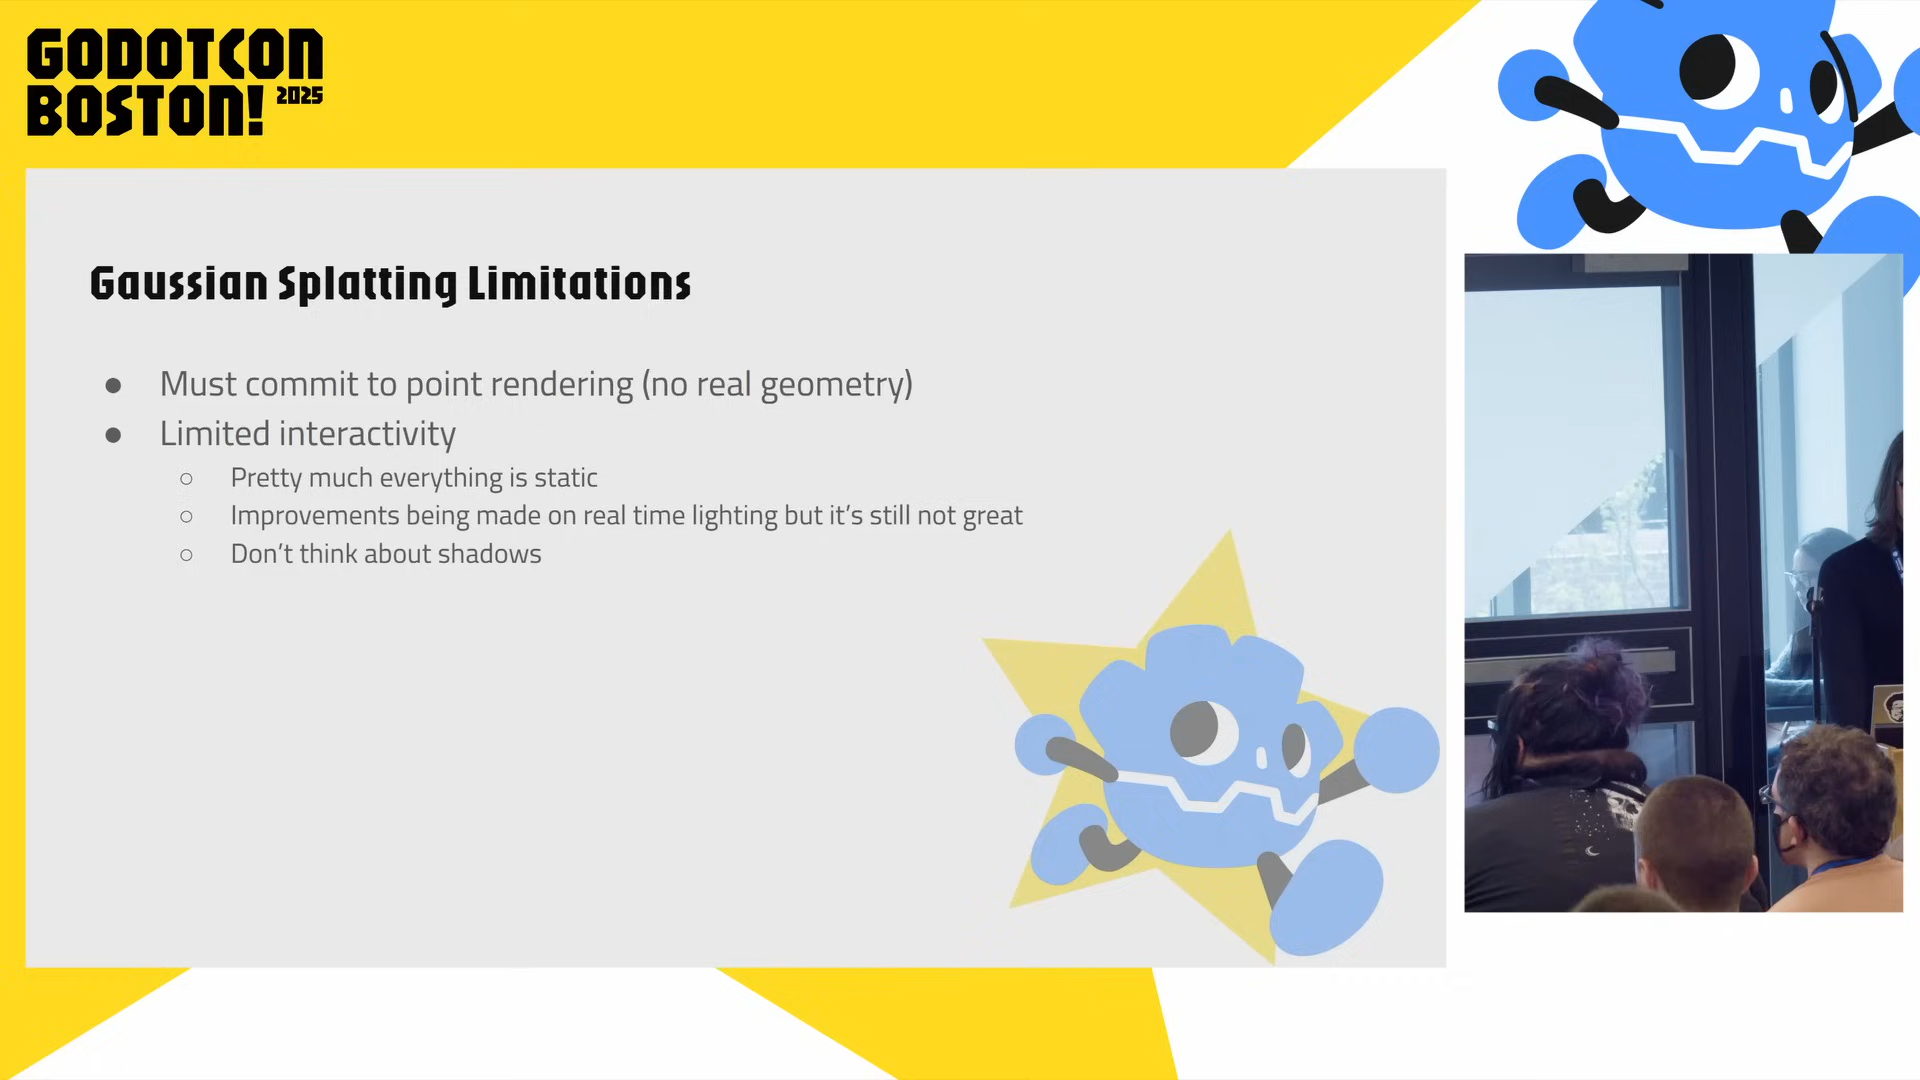 GODOTCON
BOSTON! 2025
Gaussian Splatting Limitations
● Must commit to point rendering (no real geometry)
● Limited interactivity
○ Pretty much everything is static
○ Improvements being made on real time lighting but it's still not great
○ Don't think about shadows